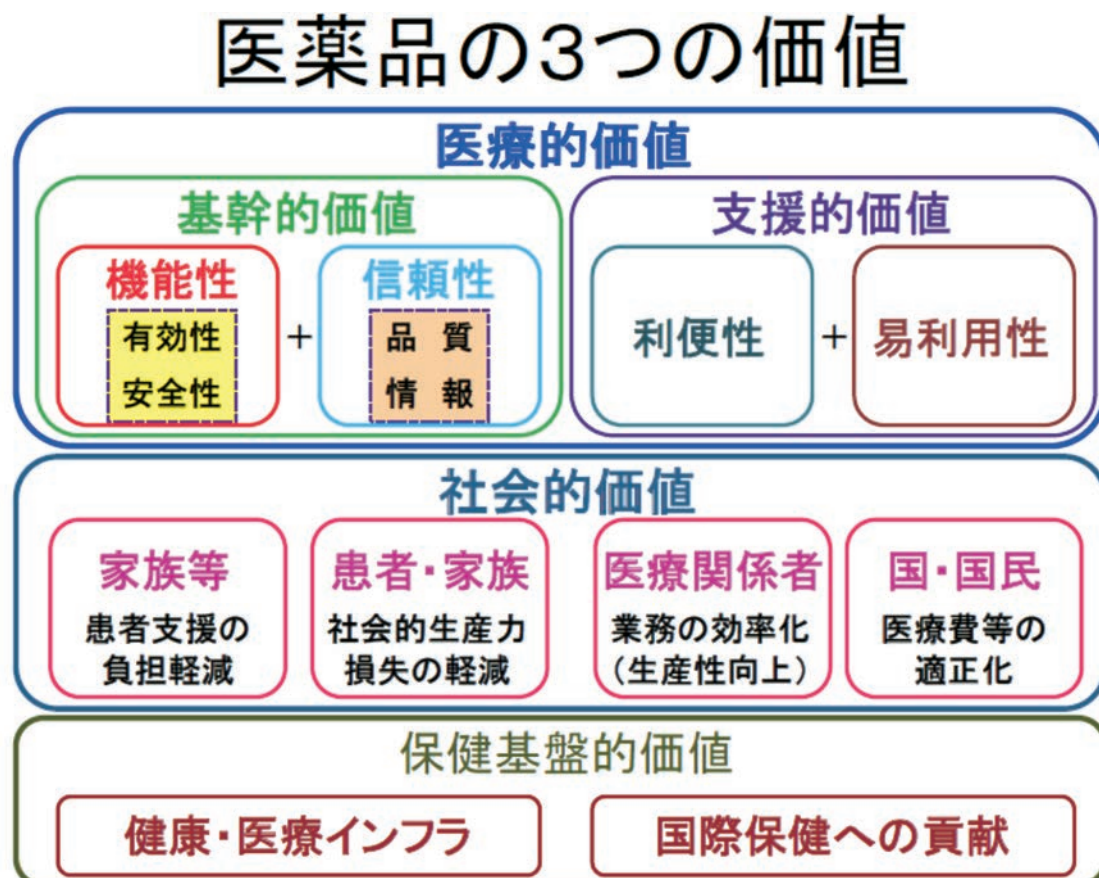 医薬品の3つの価値
医療的価値
基幹的価値
支援的価値
機能性
有効性
安全性
+
信頼性
品 質
情 報
利便性
+
易利用性
社会的価値
家族等
患者支援の
負担軽減
患者・家族
社会的生産力
損失の軽減
医療関係者
業務の効率化
(生産性向上)
国・国民
医療費等の
適正化
保健基盤的価値
健康・医療インフラ
国際保健への貢献